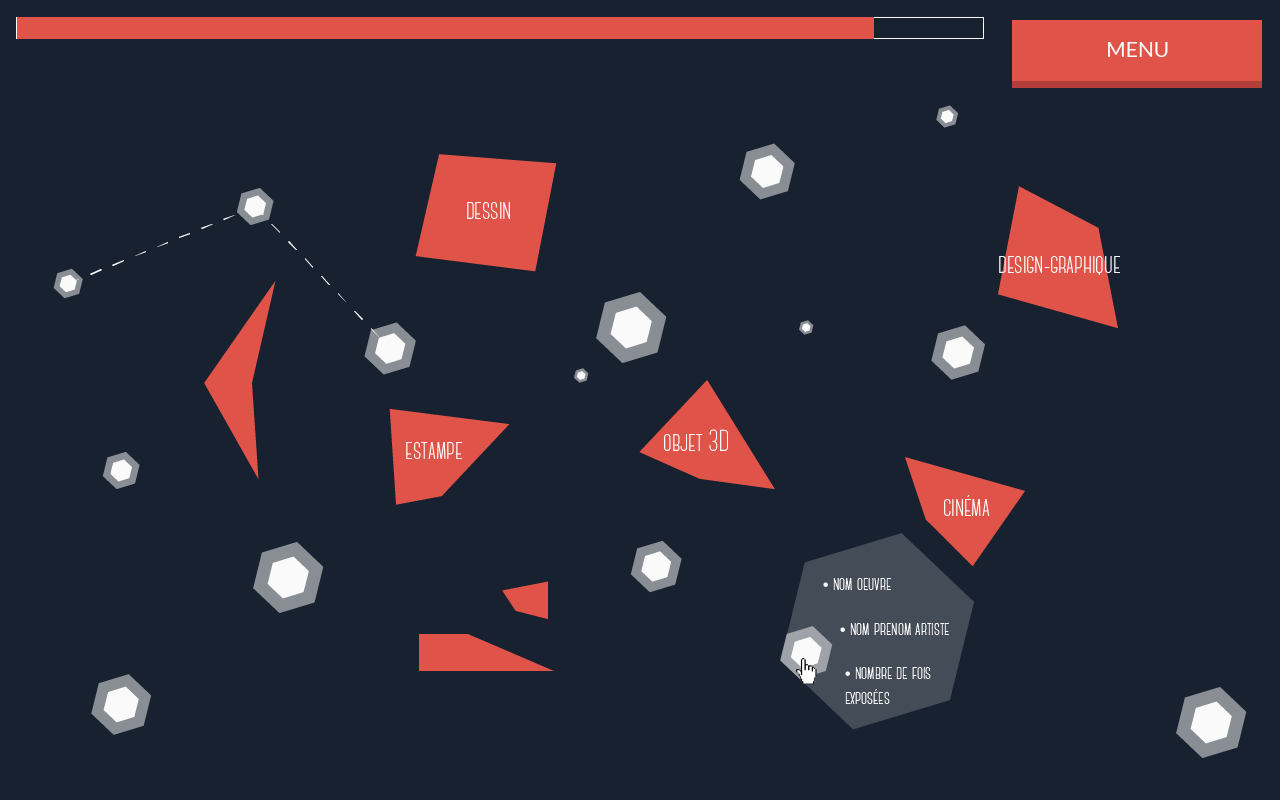 MENU
DESSIN
DESIGN-GRAPHIQUE
ESTAMPE
OBJET 3D
CINÉMA
• NOM OEUVRE
• NOM PRENOM ARTISTE
• NOMBRE DE FOIS
EXPOSÉES